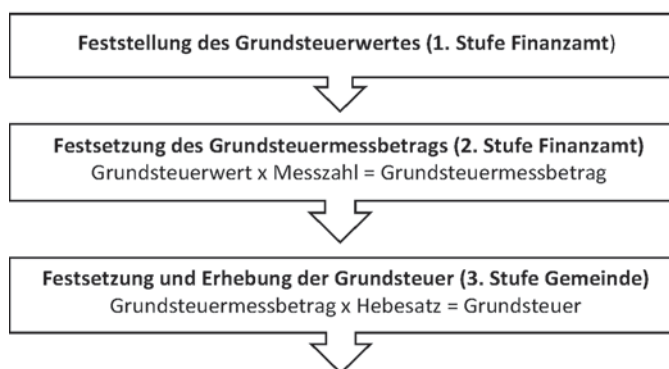 Feststellung des Grundsteuerwertes (1. Stufe Finanzamt)
Festsetzung des Grundsteuermessbetrags (2. Stufe Finanzamt)
Grundsteuerwert x Messzahl = Grundsteuermessbetrag
Festsetzung und Erhebung der Grundsteuer (3. Stufe Gemeinde)
Grundsteuermessbetrag x Hebesatz = Grundsteuer